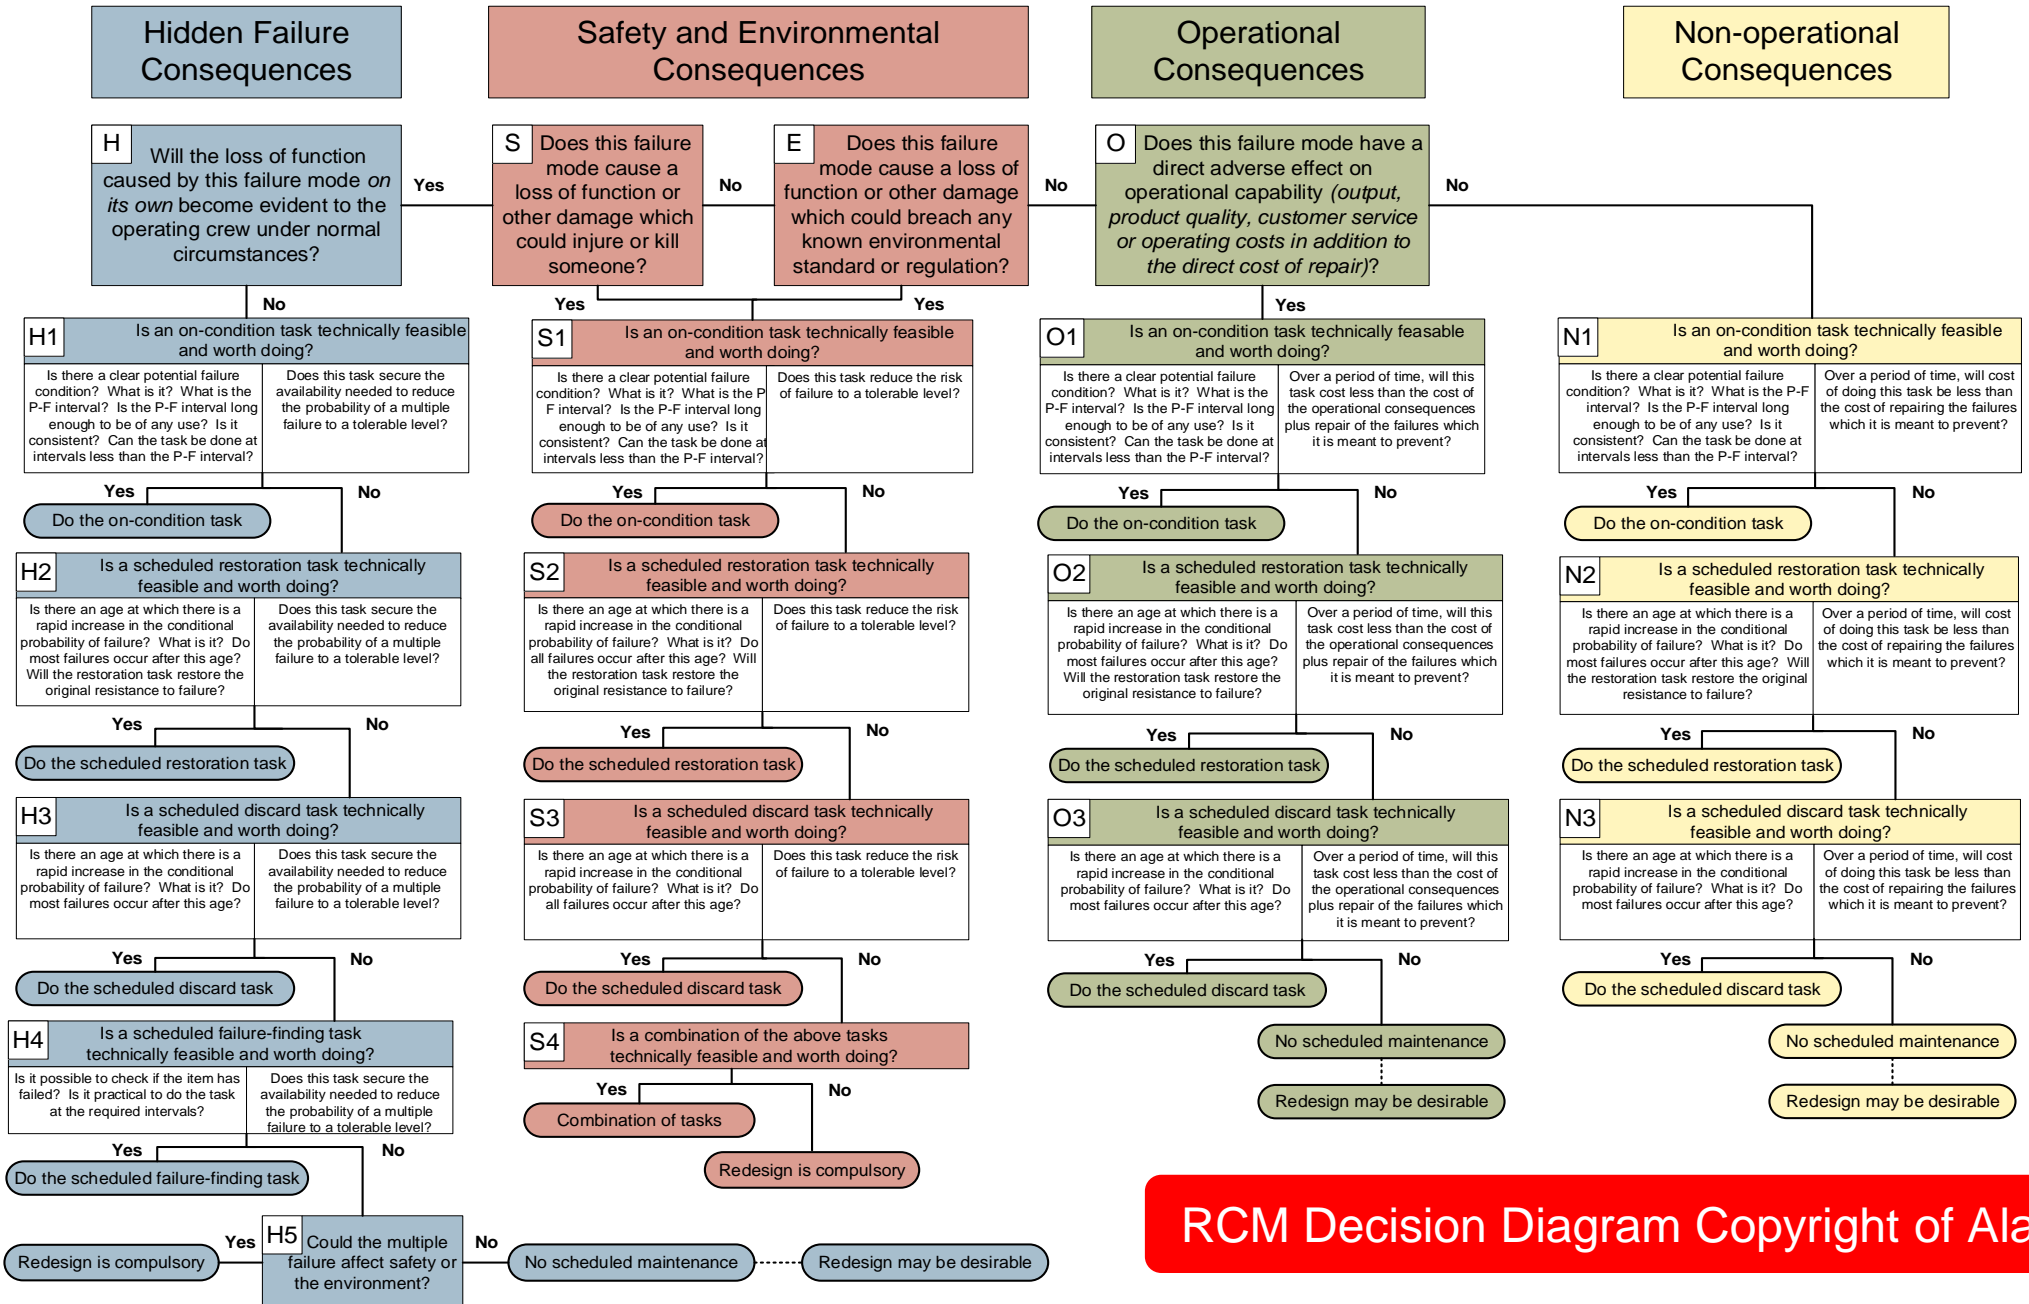 Hidden Failure
Consequences
Safety and Environmental
Consequences
Operational
Consequences
Non-operational
Consequences
H
Will the loss of function
caused by this failure mode on
its own become evident to the
operating crew under normal
circumstances?
Yes
S
Does this failure
mode cause a
loss of function or
other damage which
could injure or kill
someone?
No
E
Does this failure
mode cause a loss of
function or other damage
which could breach any
known environmental
standard or regulation?
No
O
Does this failure mode have a
direct adverse effect on
operational capability (output,
product quality, customer service
or operating costs in addition to
the direct cost of repair)?
No
No
Yes
Yes
Yes
H1
Is an on-condition task technically feasible
and worth doing?
Is there a clear potential failure
condition? What is it? What is the
P-F interval? Is the P-F interval long
enough to be of any use? Is it
consistent? Can the task be done at
intervals less than the P-F interval?
Does this task secure the
availability needed to reduce
the probability of a multiple
failure to a tolerable level?
Yes
No
Do the on-condition task
H2
Is a scheduled restoration task technically
feasible and worth doing?
Is there an age at which there is a
rapid increase in the conditional
probability of failure? What is it? Do
most failures occur after this age?
Will the restoration task restore the
original resistance to failure?
Does this task secure the
availability needed to reduce
the probability of a multiple
failure to a tolerable level?
Yes
No
Do the scheduled restoration task
H3
Is a scheduled discard task technically
feasible and worth doing?
Is there an age at which there is a
rapid increase in the conditional
probability of failure? What is it? Do
most failures occur after this age?
Does this task secure the
availability needed to reduce
the probability of a multiple
failure to a tolerable level?
Yes
No
Do the scheduled discard task
H4
Is a scheduled failure-finding task
technically feasible and worth doing?
Is it possible to check if the item has
failed? Is it practical to do the task
at the required intervals?
Does this task secure the
availability needed to reduce
the probability of a multiple
failure to a tolerable level?
Yes
No
Do the scheduled failure-finding task
H5
Could the multiple
failure affect safety or
the environment?
Yes
Redesign is compulsory
No
No scheduled maintenance
Redesign may be desirable
S1
Is an on-condition task technically feasible
and worth doing?
Is there a clear potential failure
condition? What is it? What is the P
F interval? Is the P-F interval long
enough to be of any use? Is it
consistent? Can the task be done at
intervals less than the P-F interval?
Does this task reduce the risk
of failure to a tolerable level?
Yes
No
Do the on-condition task
S2
Is a scheduled restoration task technically
feasible and worth doing?
Is there an age at which there is a
rapid increase in the conditional
probability of failure? What is it? Do
all failures occur after this age? Will
the restoration task restore the
original resistance to failure?
Does this task reduce the risk
of failure to a tolerable level?
Yes
No
Do the scheduled restoration task
S3
Is a scheduled discard task technically
feasible and worth doing?
Is there an age at which there is a
rapid increase in the conditional
probability of failure? What is it? Do
all failures occur after this age?
Does this task reduce the risk
of failure to a tolerable level?
Yes
No
Do the scheduled discard task
S4
Is a combination of the above tasks
technically feasible and worth doing?
Yes
No
Combination of tasks
Redesign is compulsory
O1
Is an on-condition task technically feasable
and worth doing?
Is there a clear potential failure
condition? What is it? What is the
P-F interval? Is the P-F interval long
enough to be of any use? Is it
consistent? Can the task be done at
intervals less than the P-F interval?
Over a period of time, will this
task cost less than the cost of
the operational consequences
plus repair of the failures which
it is meant to prevent?
Yes
No
Do the on-condition task
O2
Is a scheduled restoration task technically
feasible and worth doing?
Is there an age at which there is a
rapid increase in the conditional
probability of failure? What is it? Do
most failures occur after this age?
Will the restoration task restore the
original resistance to failure?
Over a period of time, will this
task cost less than the cost of
the operational consequences
plus repair of the failures which
it is meant to prevent?
Yes
No
Do the scheduled restoration task
O3
Is a scheduled discard task technically
feasible and worth doing?
Is there an age at which there is a
rapid increase in the conditional
probability of failure? What is it? Do
most failures occur after this age?
Over a period of time, will this
task cost less than the cost of
the operational consequences
plus repair of the failures which
it is meant to prevent?
Yes
No
Do the scheduled discard task
No scheduled maintenance
Redesign may be desirable
N1
Is an on-condition task technically feasible
and worth doing?
Is there a clear potential failure
condition? What is it? What is the P-F
interval? Is the P-F interval long
enough to be of any use? Is it
consistent? Can the task be done at
intervals less than the P-F interval?
Over a period of time, will cost
of doing this task be less than
the cost of repairing the failures
which it is meant to prevent?
Yes
No
Do the on-condition task
N2
Is a scheduled restoration task technically
feasible and worth doing?
Is there an age at which there is a
rapid increase in the conditional
probability of failure? What is it? Do
most failures occur after this age? Will
the restoration task restore the original
resistance to failure?
Over a period of time, will cost
of doing this task be less than
the cost of repairing the failures
which it is meant to prevent?
Yes
No
Do the scheduled restoration task
N3
Is a scheduled discard task technically
feasible and worth doing?
Is there an age at which there is a
rapid increase in the conditional
probability of failure? What is it? Do
most failures occur after this age?
Over a period of time, will cost
of doing this task be less than
the cost of repairing the failures
which it is meant to prevent?
Yes
No
Do the scheduled discard task
No scheduled maintenance
Redesign may be desirable
RCM Decision Diagram Copyright of Ala